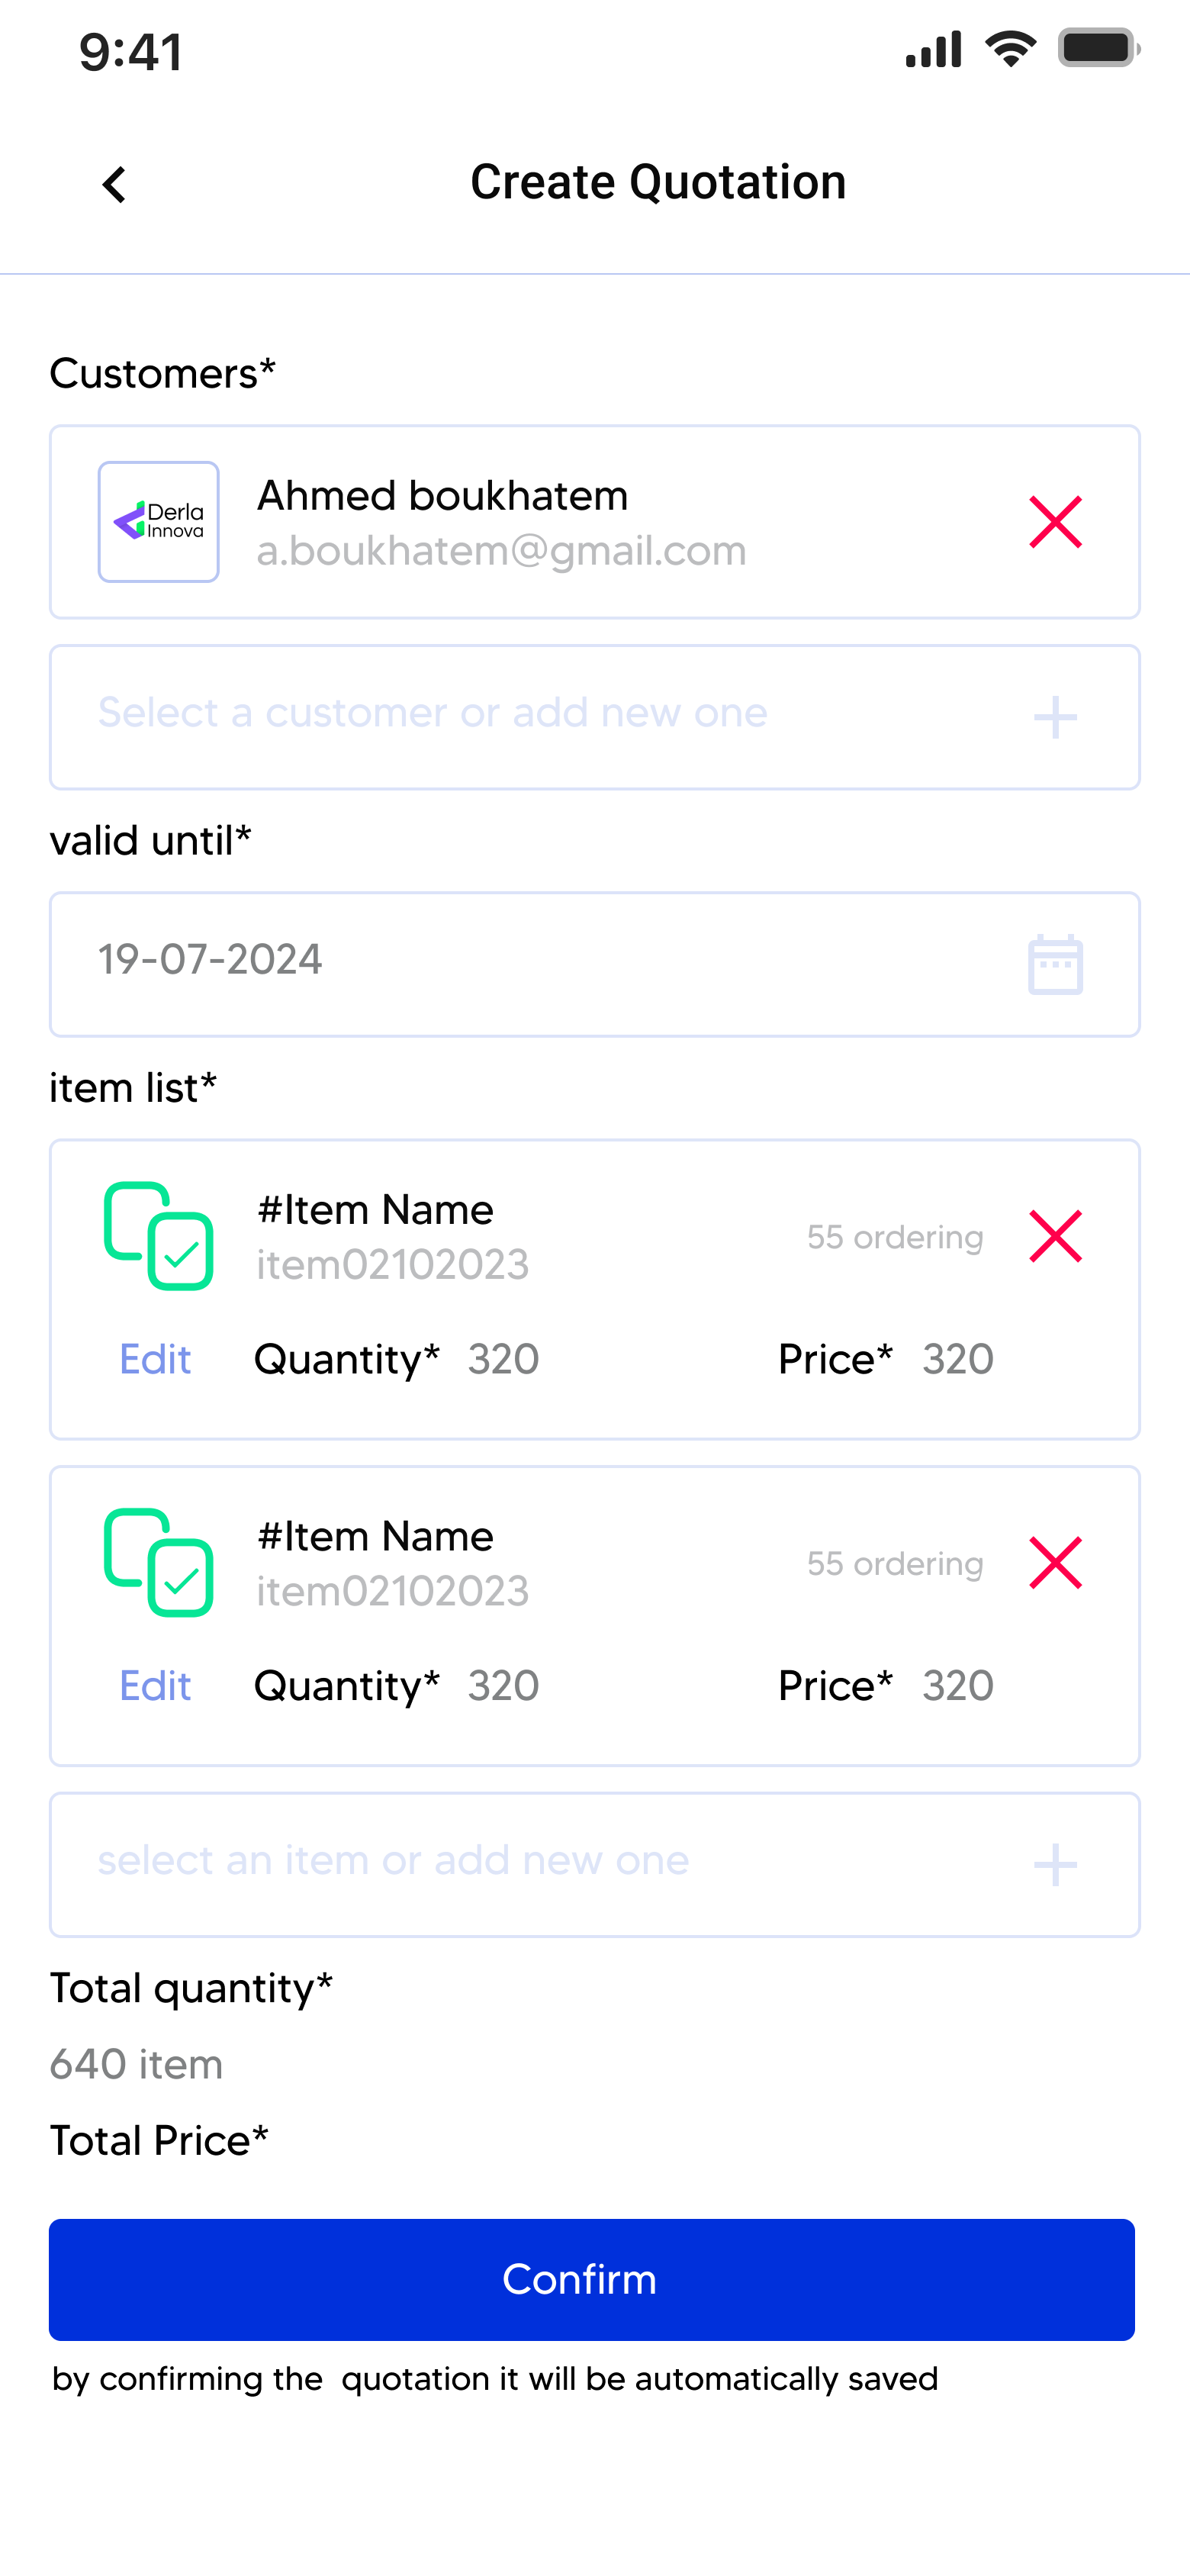 9:41
Create Quotation
Customers*
Derla
Innova
Ahmed boukhatem
a.boukhatem@gmail.com
Select a customer or add new one
valid until*
19-07-2024
item list*
#Item Name
item02102023
55 ordering
Edit Quantity* 320 Price* 320
#Item Name
item02102023
55 ordering
Edit Quantity* 320 Price* 320
select an item or add new one
Total quantity*
640 item
Total Price*
Confirm
by confirming the  quotation it will be automatically saved